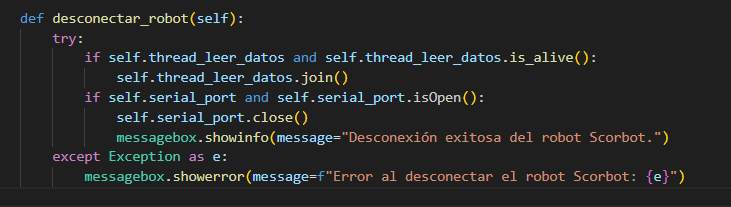 def desconectar_robot(self):
    try:
        if self.thread_leer_datos and self.thread_leer_datos.is_alive():
            self.thread_leer_datos.join()
        if self.serial_port and self.serial_port.isOpen():
            self.serial_port.close()
            messagebox.showinfo(message="Desconexión exitosa del robot Scorbot.")
    except Exception as e:
        messagebox.showerror(message=f"Error al desconectar el robot Scorbot: {e}")